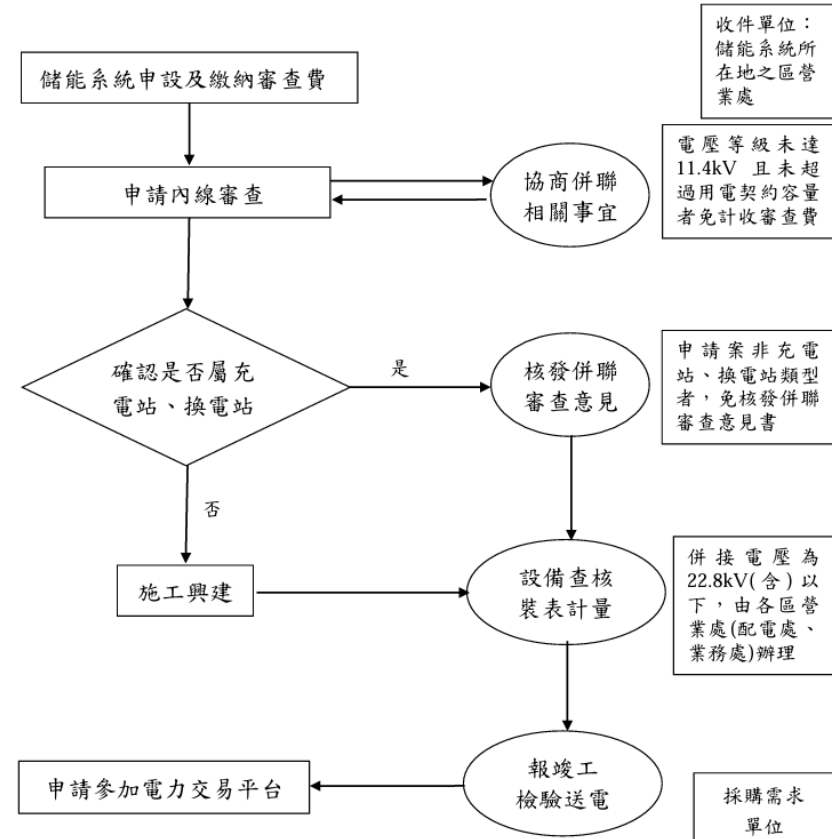 收件單位：
儲能系統所
在地之區營
業處
儲能系統申設及繳納審查費
電壓等級未達
11.4kV 且未超
過用電契約容量
者免計收審查費
申請內線審查
協商併聯
相關事宜
確認是否屬充
電站、換電站
是
核發併聯
審查意見
申請案非充電
站、換電站類型
者，免核發併聯
審查意見書
否
施工興建
設備查核
裝表計量
併接電壓為
22.8kV(含)以
下，由各區營
業處(配電處、
業務處)辦理
報竣工
檢驗送電
申請參加電力交易平台
採購需求
單位